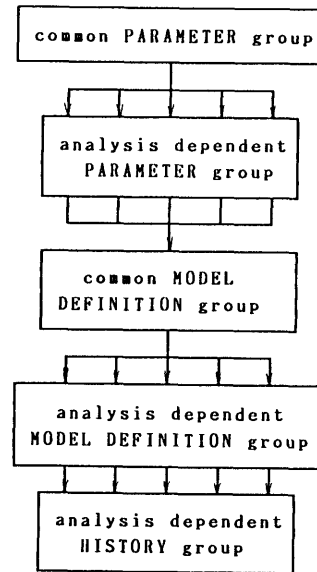 common PARAMETER group
analysis dependent
PARAMETER group
common MODEL
DEFINITION group
analysis dependent
MODEL DEFINITION group
analysis dependent
HISTORY group